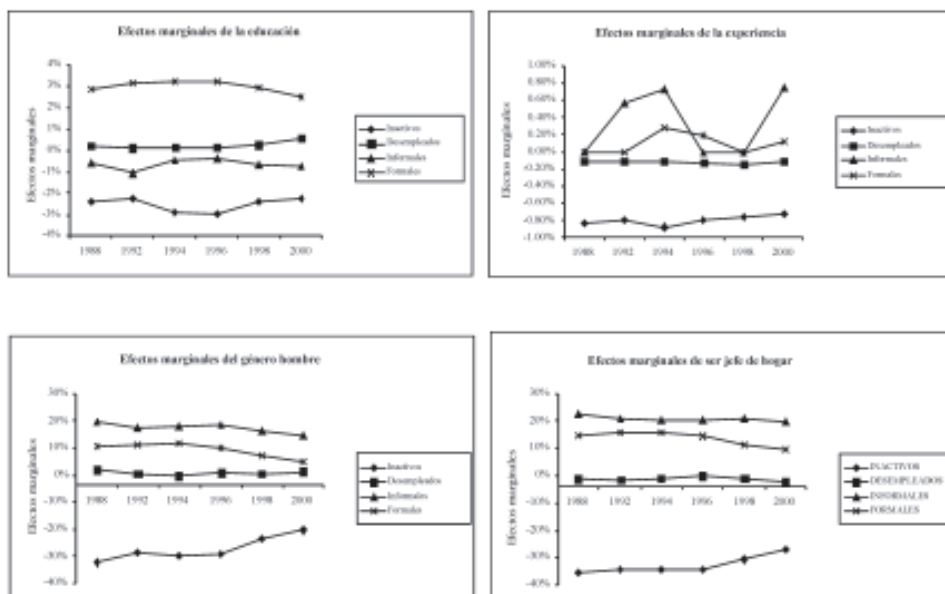 Efectos marginales de la educación
4%
3%
2%
1%
0%
-1%
-2%
-3%
-4%
Efectos marginales
1988 1992 1994 1996 1998 2000
Inactivos
Desempleados
Informales
Formales
Efectos marginales de la experiencia
1.00%
0.80%
0.60%
0.40%
0.20%
0.00%
-0.20%
-0.40%
-0.60%
-0.80%
-1.00%
Efectos marginales
1988 1992 1994 1996 1998 2000
Inactivos
Desempleados
Informales
Formales
Efectos marginales del género hombre
30%
20%
10%
0%
-10%
-20%
-30%
-40%
Efectos marginales
1988 1992 1994 1996 1998 2000
Inactivos
Desempleados
Informales
Formales
Efectos marginales de ser jefe de hogar
30%
20%
10%
0%
-10%
-20%
-30%
-40%
Efectos marginales
1988 1992 1994 1996 1998 2000
INACTIVOS
DESEMPLEADOS
INFORMALES
FORMALES